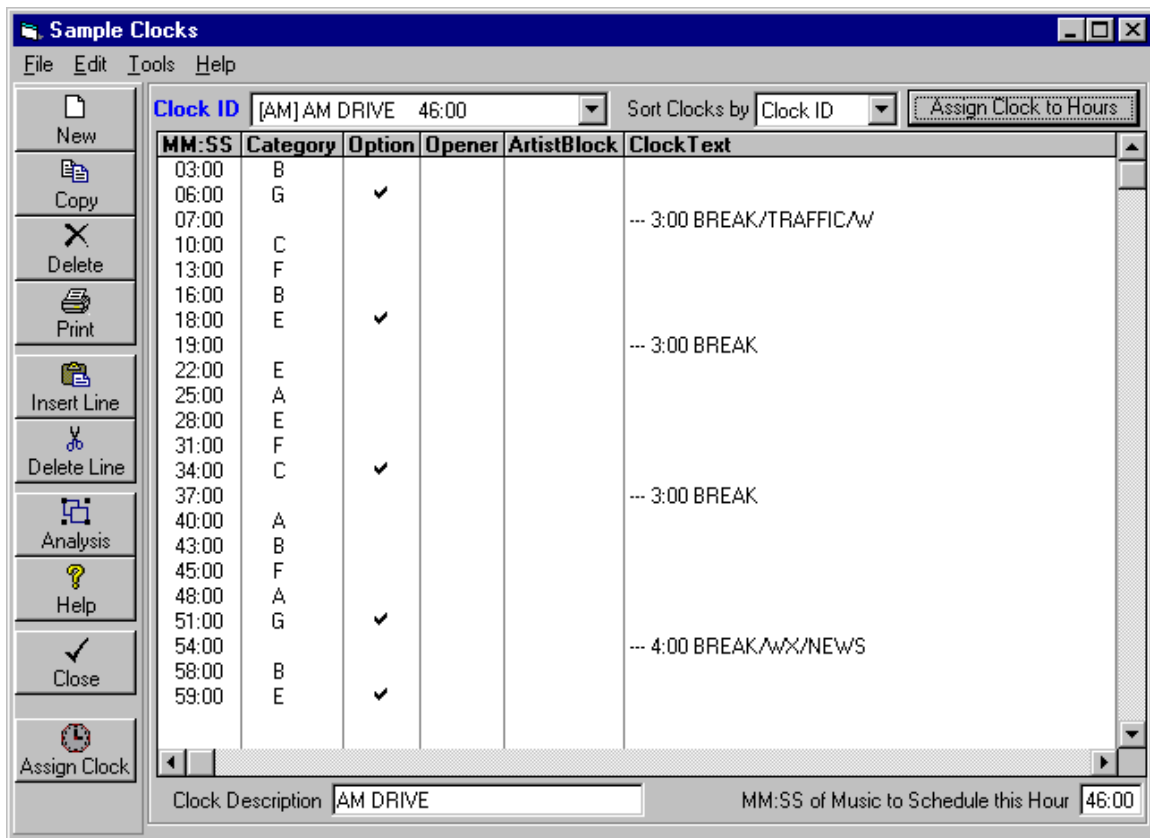 Sample Clocks
File Edit Tools Help
New
Copy
Delete
Print
Insert Line
Delete Line
Analysis
Help
Close
Assign Clock
Clock ID [AM] AM DRIVE 46:00 Sort Clocks by Clock ID Assign Clock to Hours
MM:SS Category Option Opener ArtistBlock ClockText
03:00 B
06:00 G ✔
07:00 --- 3:00 BREAK/TRAFFIC/W
10:00 C
13:00 F
16:00 B
18:00 E ✔
19:00 --- 3:00 BREAK
22:00 E
25:00 A
28:00 E
31:00 F
34:00 C ✔
37:00 --- 3:00 BREAK
40:00 A
43:00 B
45:00 F
48:00 A
51:00 G ✔
54:00 --- 4:00 BREAK/WX/NEWS
58:00 B
59:00 E ✔
Clock Description AM DRIVE MM:SS of Music to Schedule this Hour 46:00